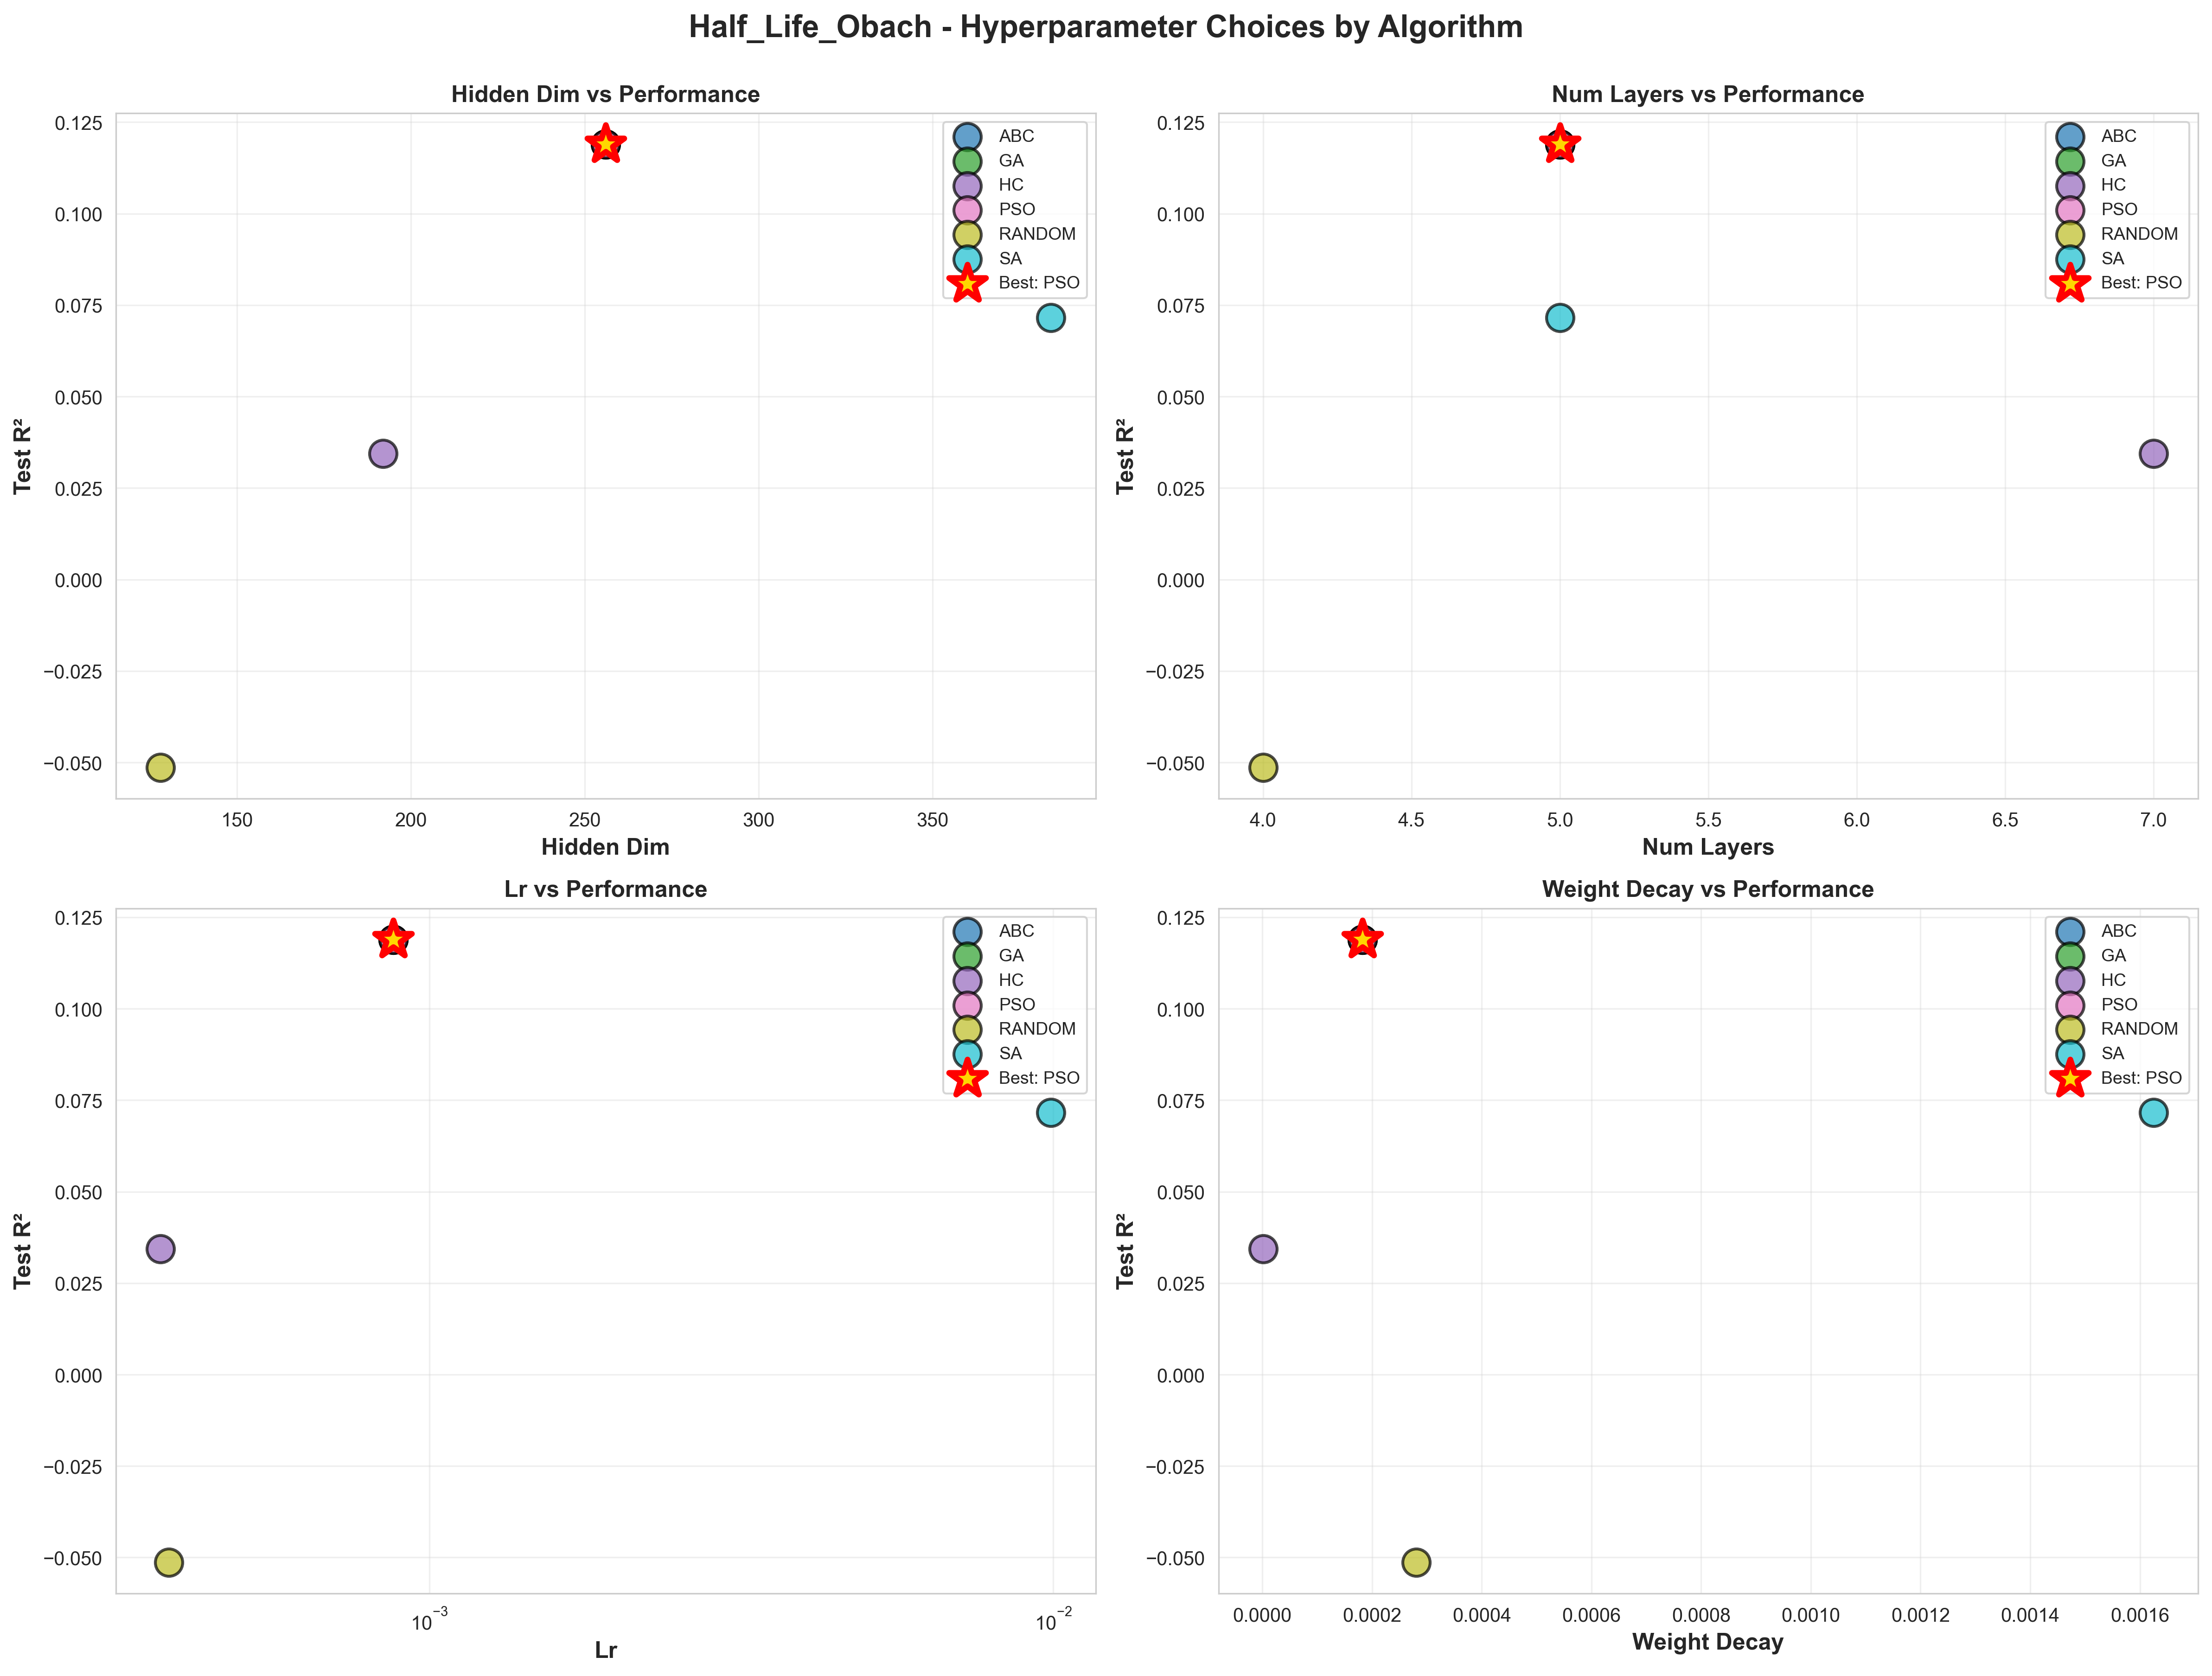 Half_Life_Obach - Hyperparameter Choices by Algorithm
Hidden Dim vs Performance
Test R²
0.125
0.100
0.075
0.050
0.025
0.000
−0.025
−0.050
150 200 250 300 350
Hidden Dim
ABC
GA
HC
PSO
RANDOM
SA
Best: PSO
Num Layers vs Performance
Test R²
0.125
0.100
0.075
0.050
0.025
0.000
−0.025
−0.050
4.0 4.5 5.0 5.5 6.0 6.5 7.0
Num Layers
ABC
GA
HC
PSO
RANDOM
SA
Best: PSO
Lr vs Performance
Test R²
0.125
0.100
0.075
0.050
0.025
0.000
−0.025
−0.050
10⁻³ 10⁻²
Lr
ABC
GA
HC
PSO
RANDOM
SA
Best: PSO
Weight Decay vs Performance
Test R²
0.125
0.100
0.075
0.050
0.025
0.000
−0.025
−0.050
0.0000 0.0002 0.0004 0.0006 0.0008 0.0010 0.0012 0.0014 0.0016
Weight Decay
ABC
GA
HC
PSO
RANDOM
SA
Best: PSO